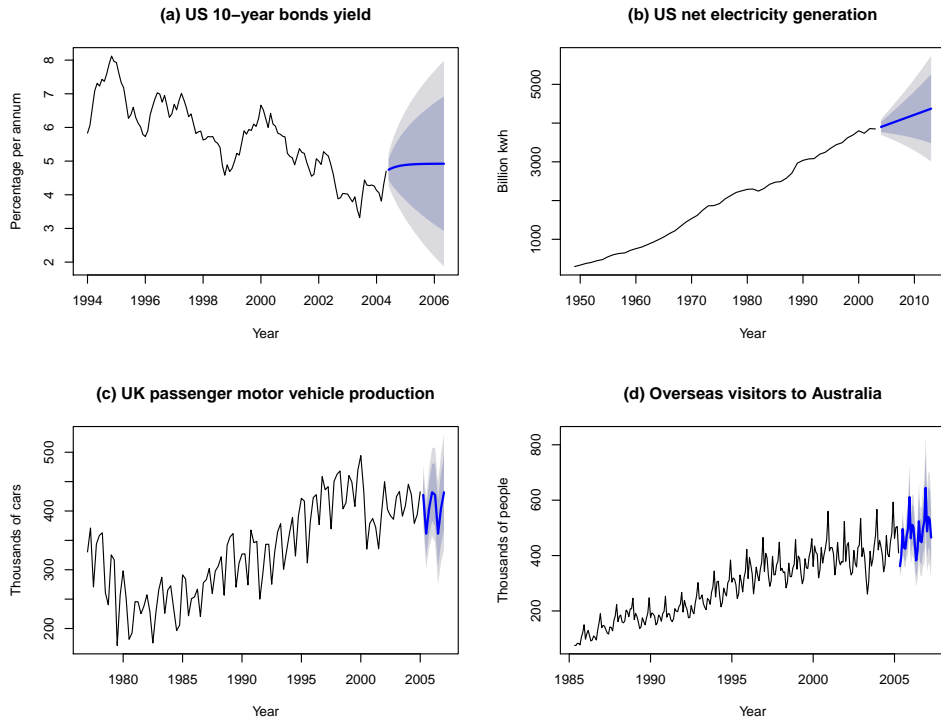 (a) US 10−year bonds yield
Percentage per annum
8
7
6
5
4
3
2
1994 1996 1998 2000 2002 2004 2006
Year
(b) US net electricity generation
Billion kwh
5000
3000
1000
1950 1960 1970 1980 1990 2000 2010
Year
(c) UK passenger motor vehicle production
Thousands of cars
500
400
300
200
1980 1985 1990 1995 2000 2005
Year
(d) Overseas visitors to Australia
Thousands of people
800
600
400
200
1985 1990 1995 2000 2005
Year